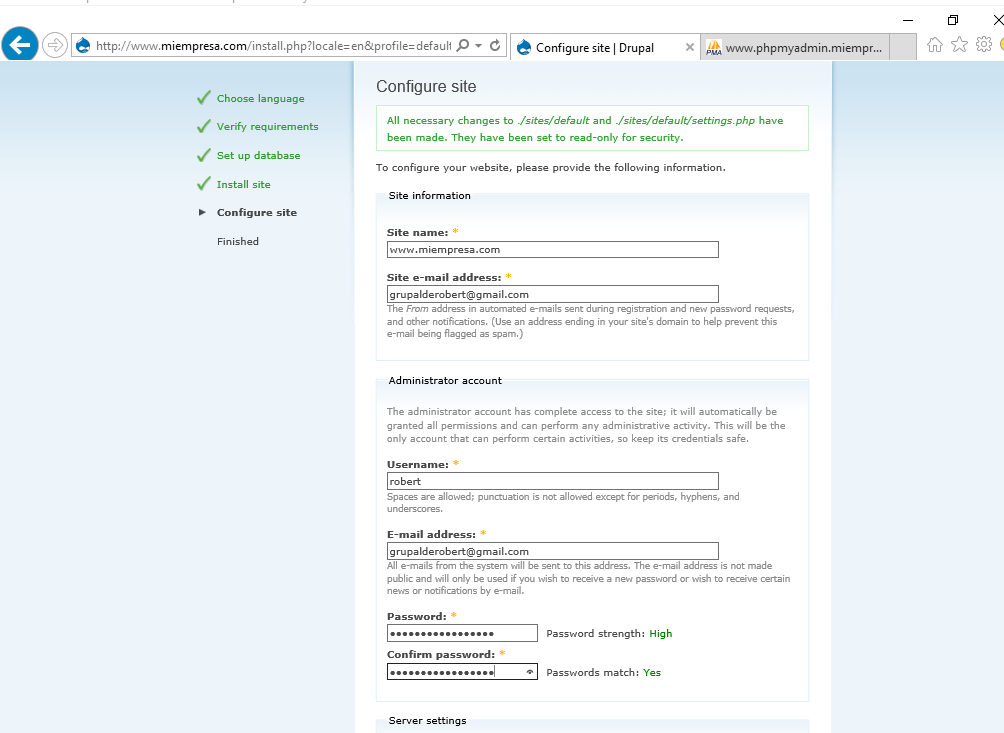 http://www.miempresa.com/install.php?locale=en&profile=default
Configure site | Drupal
www.phpmyadmin.miempr...
PMA
Choose language
Verify requirements
Set up database
Install site
Configure site
Finished
Configure site
All necessary changes to ./sites/default and ./sites/default/settings.php have
been made. They have been set to read-only for security.
To configure your website, please provide the following information.
Site information
Site name: *
www.miempresa.com
Site e-mail address: *
grupalderobert@gmail.com
The From address in automated e-mails sent during registration and new password requests,
and other notifications. (Use an address ending in your site's domain to help prevent this
e-mail being flagged as spam.)
Administrator account
The administrator account has complete access to the site; it will automatically be
granted all permissions and can perform any administrative activity. This will be the
only account that can perform certain activities, so keep its credentials safe.
Username: *
robert
Spaces are allowed; punctuation is not allowed except for periods, hyphens, and
underscores.
E-mail address: *
grupalderobert@gmail.com
All e-mails from the system will be sent to this address. The e-mail address is not made
public and will only be used if you wish to receive a new password or wish to receive certain
news or notifications by e-mail.
Password: *
•••••••••••••••••
Password strength: High
Confirm password: *
•••••••••••••••••
Passwords match: Yes
Server settings